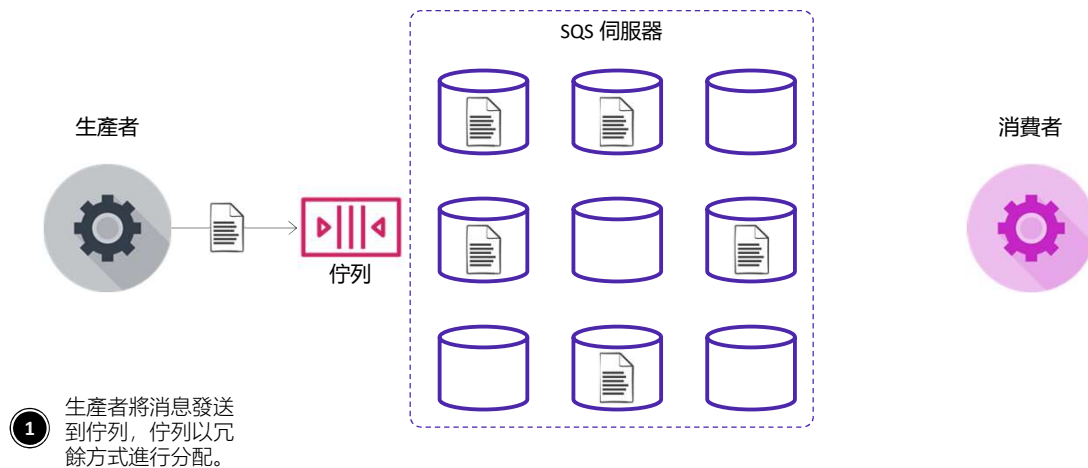 SQS 伺服器
生產者
消費者
佇列
1
生產者將消息發送
到佇列，佇列以冗
餘方式進行分配。